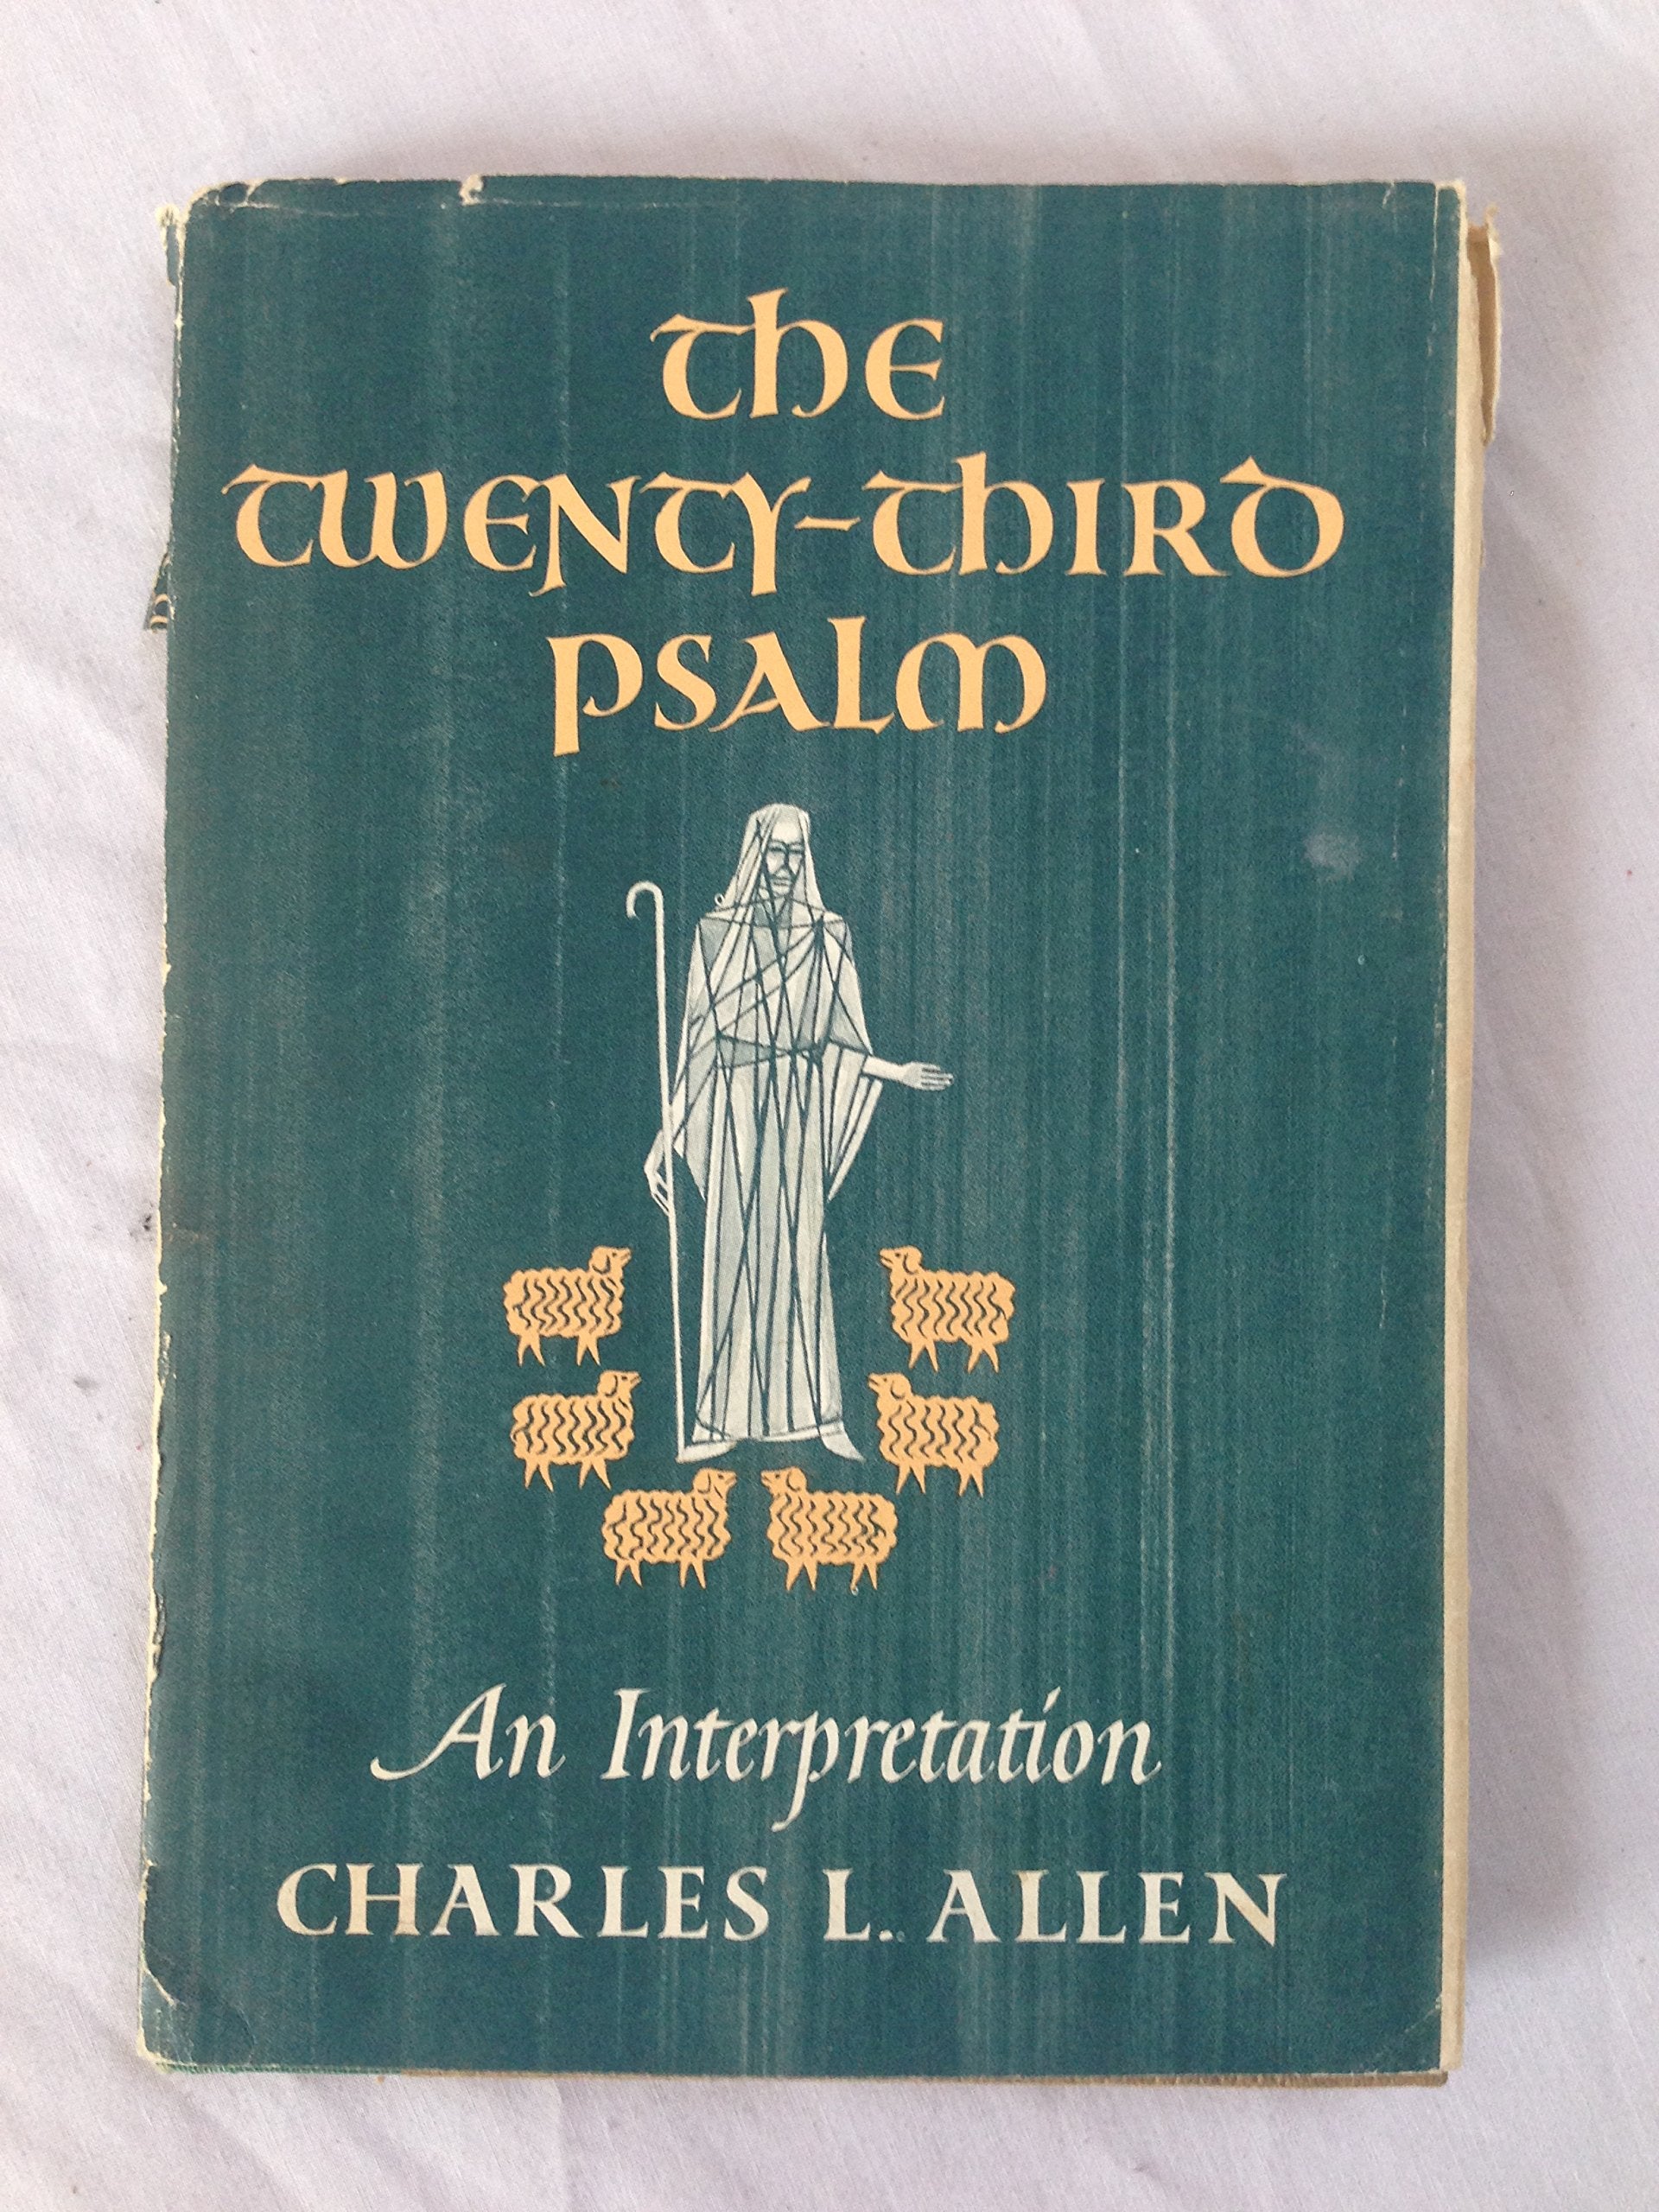 The
Twenty-Third
Psalm
An Interpretation
CHARLES L. ALLEN